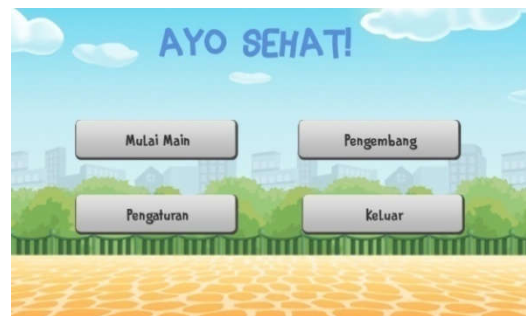 AYO SEHAT!
Mulai Main
Pengembang
Pengaturan
Keluar